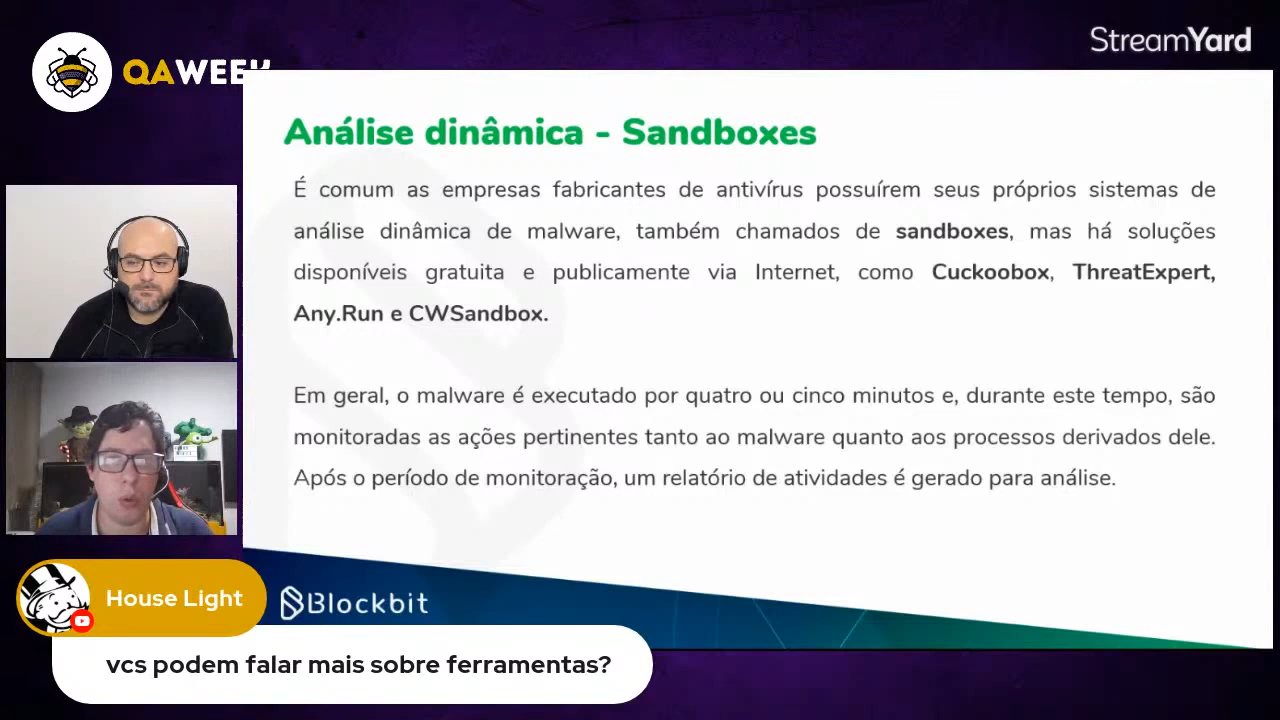 StreamYard
QAWEEK
Análise dinâmica - Sandboxes
É comum as empresas fabricantes de antivírus possuírem seus próprios sistemas de
análise dinâmica de malware, também chamados de sandboxes, mas há soluções
disponíveis gratuita e publicamente via Internet, como Cuckoobox, ThreatExpert,
Any.Run e CWSandbox.
Em geral, o malware é executado por quatro ou cinco minutos e, durante este tempo, são
monitoradas as ações pertinentes tanto ao malware quanto aos processos derivados dele.
Após o período de monitoração, um relatório de atividades é gerado para análise.
House Light
Blockbit
vcs podem falar mais sobre ferramentas?